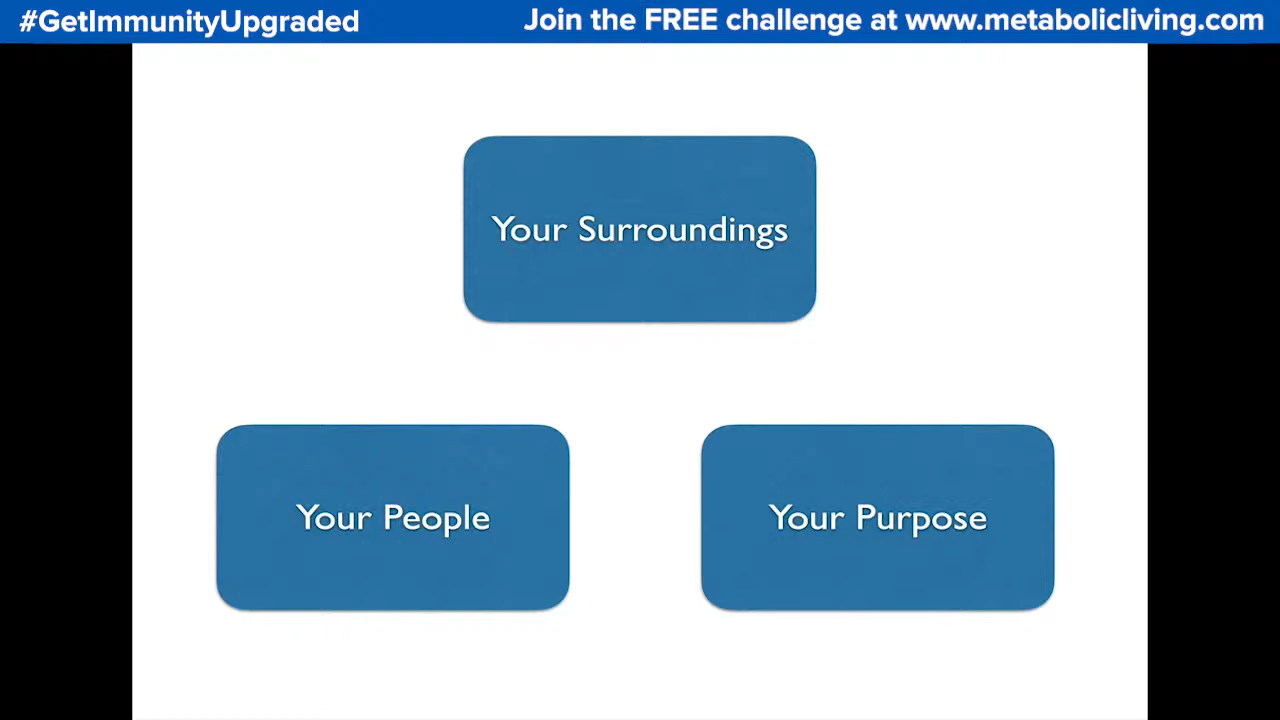 #GetImmunityUpgraded
Join the FREE challenge at www.metabolicliving.com
Your Surroundings
Your People
Your Purpose